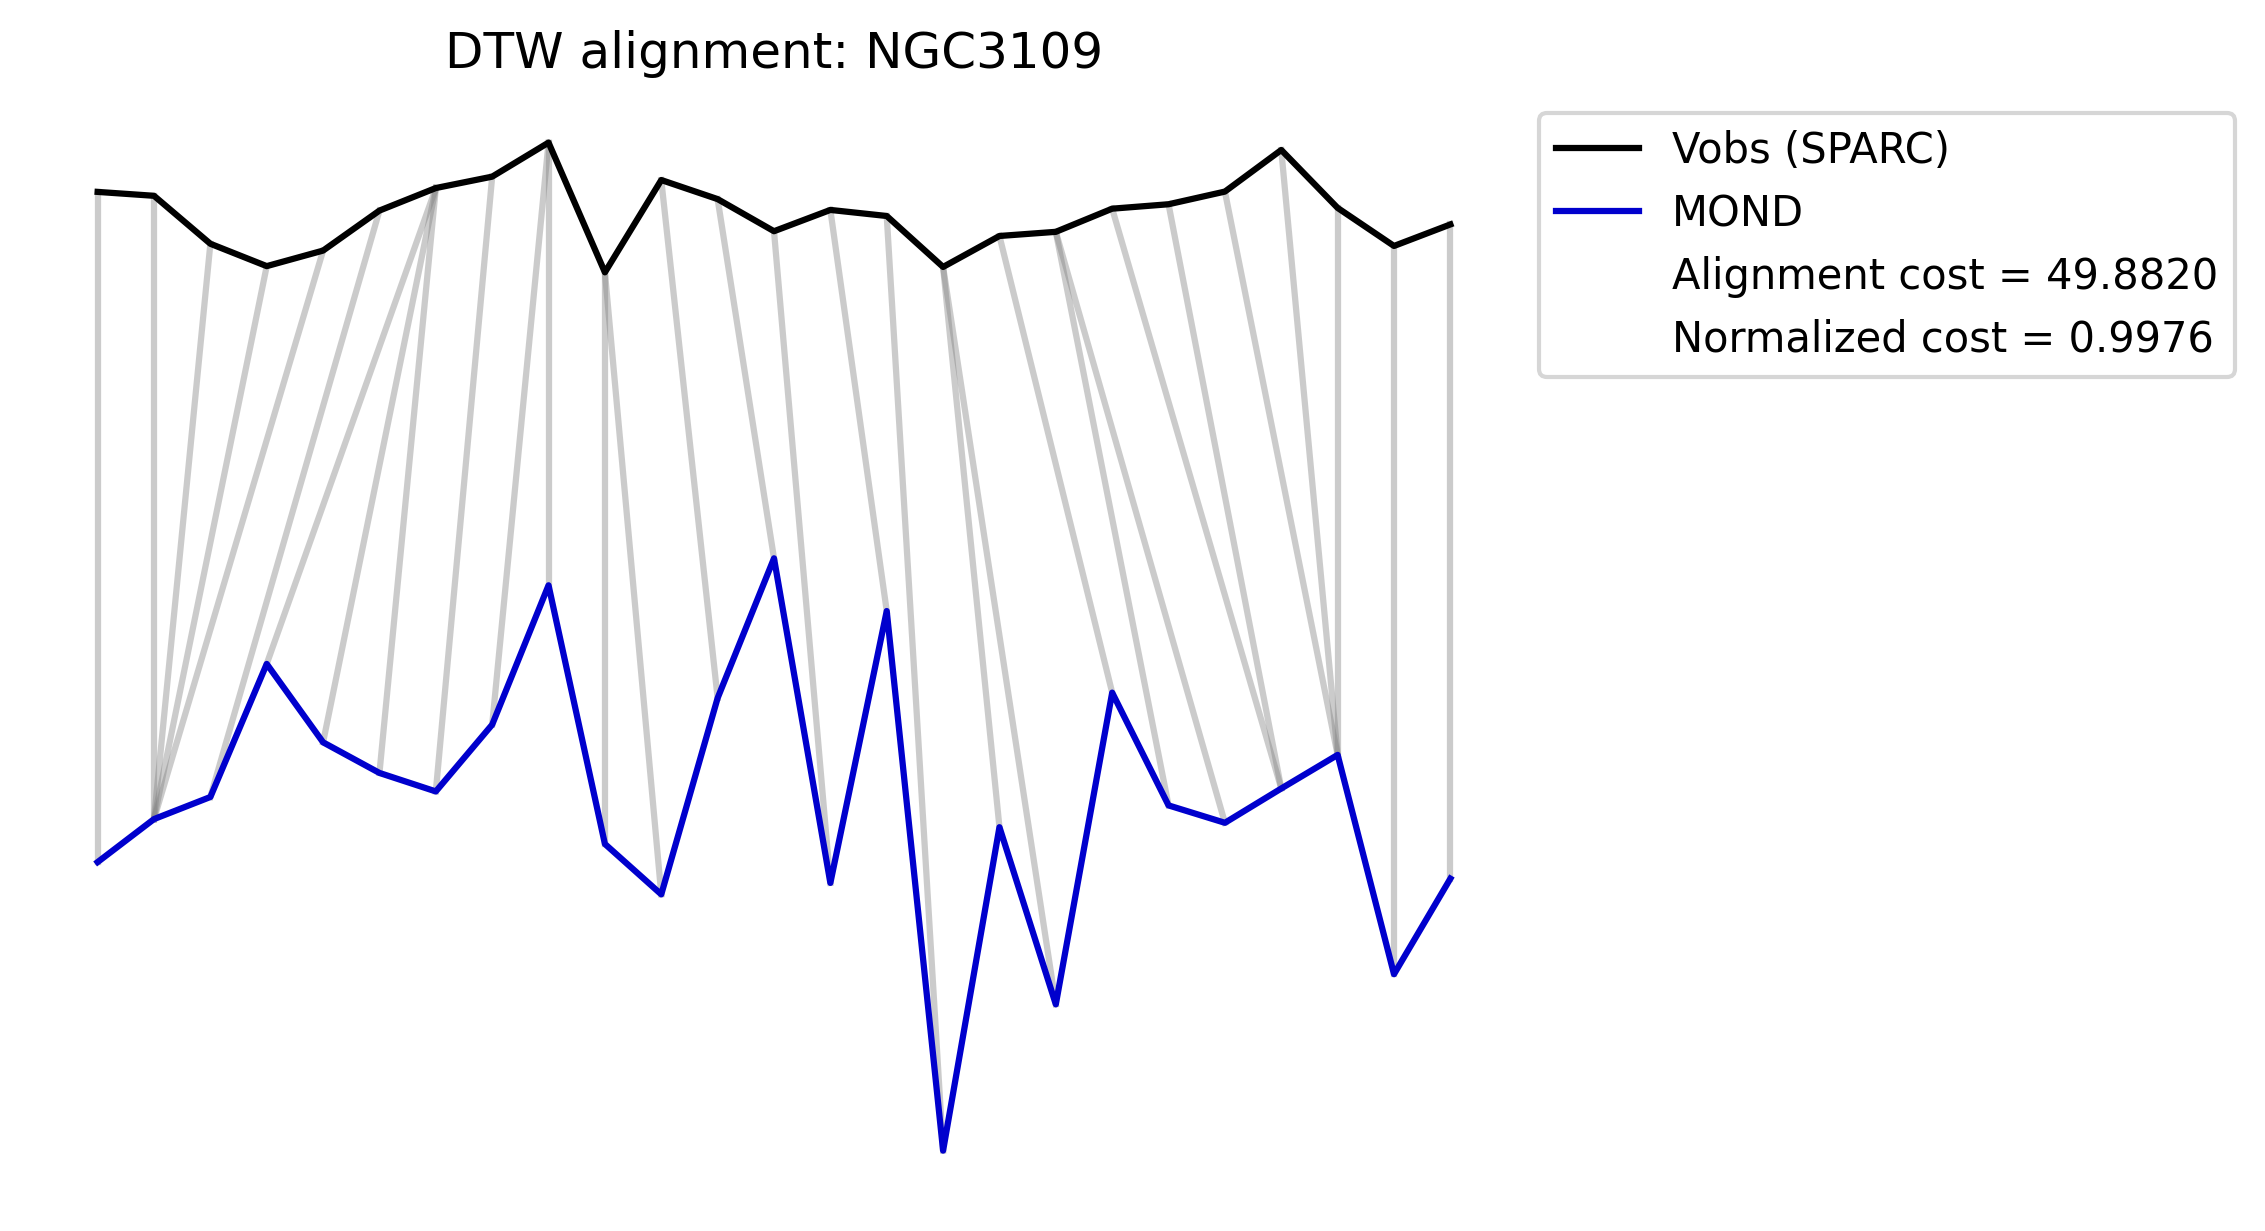 DTW alignment: NGC3109
Vobs (SPARC)
MOND
Alignment cost = 49.8820
Normalized cost = 0.9976